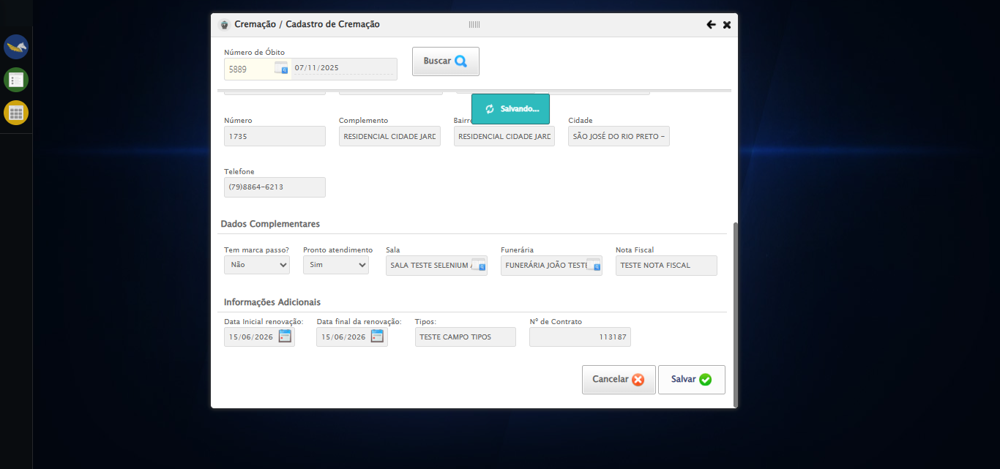 Cremação / Cadastro de Cremação
Número de Óbito
5889
07/11/2025
Buscar
Salvando...
Número
Complemento
Bairro
Cidade
1735
RESIDENCIAL CIDADE JARD
RESIDENCIAL CIDADE JARD
SÃO JOSÉ DO RIO PRETO -
Telefone
(79)8864-6213
Dados Complementares
Tem marca passo?
Pronto atendimento
Sala
Funerária
Nota Fiscal
Não
Sim
SALA TESTE SELENIUM
FUNERÁRIA JOÃO TESTE
TESTE NOTA FISCAL
Informações Adicionais
Data Inicial renovação:
Data final da renovação:
Tipos:
Nº de Contrato
15/06/2026
15/06/2026
TESTE CAMPO TIPOS
113187
Cancelar
Salvar